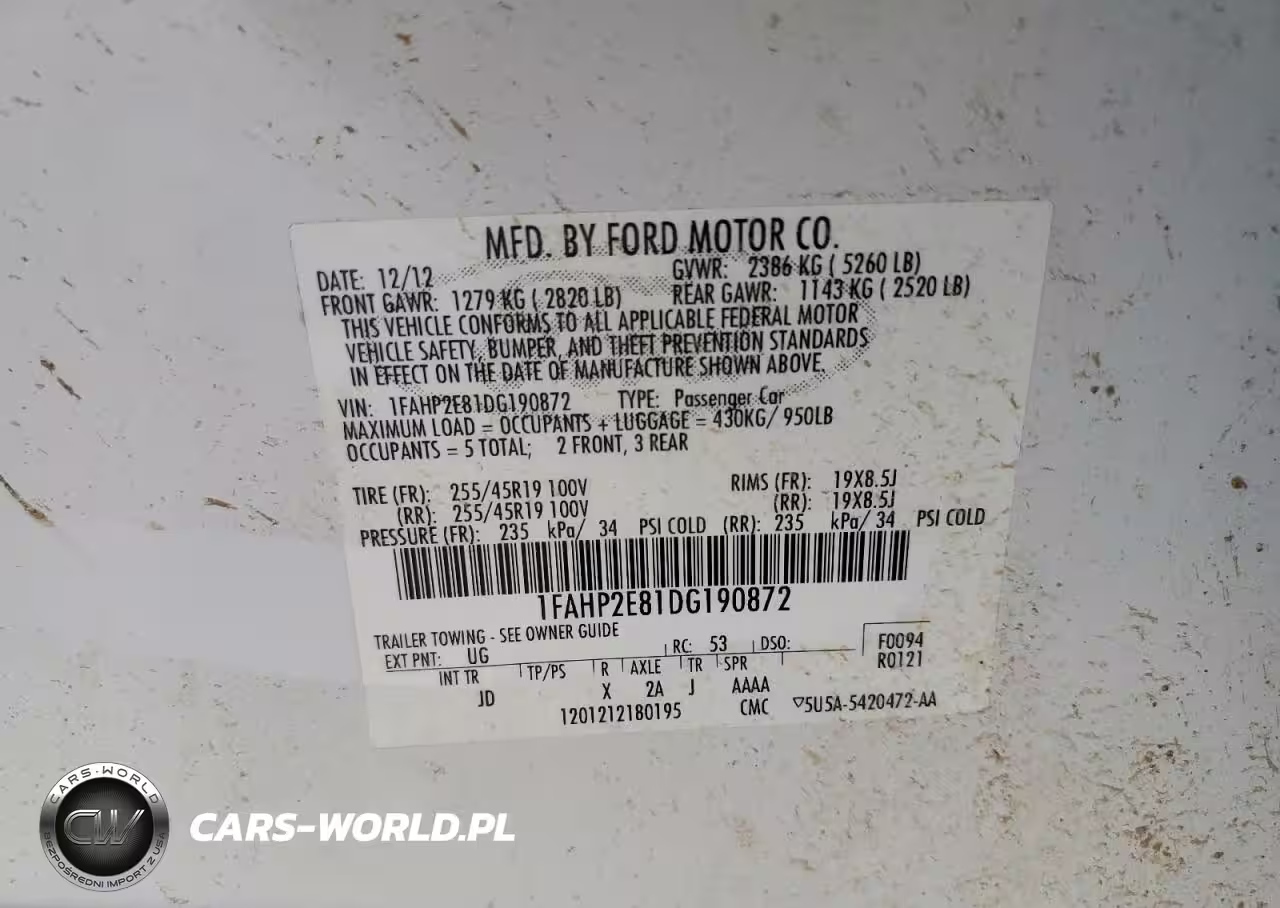 MFD. BY FORD MOTOR CO.
DATE: 12/12 GVWR: 2386 KG ( 5260 LB)
FRONT GAWR: 1279 KG ( 2820 LB) REAR GAWR: 1143 KG ( 2520 LB)
THIS VEHICLE CONFORMS TO ALL APPLICABLE FEDERAL MOTOR
VEHICLE SAFETY, BUMPER, AND THEFT PREVENTION STANDARDS
IN EFFECT ON THE DATE OF MANUFACTURE SHOWN ABOVE.
VIN: 1FAHP2E81DG190872 TYPE: Passenger Car
MAXIMUM LOAD = OCCUPANTS + LUGGAGE = 430KG/ 950LB
OCCUPANTS = 5 TOTAL; 2 FRONT, 3 REAR
TIRE (FR): 255/45R19 100V RIMS (FR): 19X8.5J
(RR): 255/45R19 100V (RR): 19X8.5J
PRESSURE (FR): 235 kPa/ 34 PSI COLD (RR): 235 kPa/ 34 PSI COLD
1FAHP2E81DG190872
TRAILER TOWING - SEE OWNER GUIDE
EXT PNT: UG RC: 53 DSO: F0094
R0121
INT TR TP/PS R AXLE TR SPR
JD X 2A J AAAA
1201212180195 CMC ▽5U5A-5420472-AA
CARS-WORLD
CW
BEZPOŚREDNI IMPORT Z USA
CARS-WORLD.PL